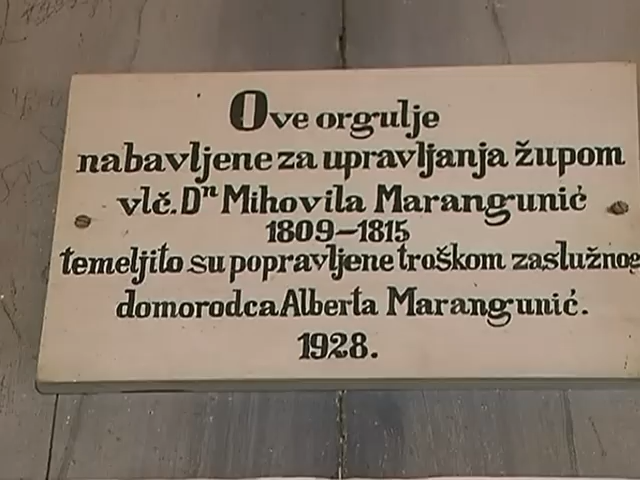 Ove orgulje
nabavljene za upravljanja župom
vlč. Dⁿ Mihovila Marangunić
1809–1815
temeljito su popravljene troškom zaslužnog
domorodca Alberta Marangunić.
1928.